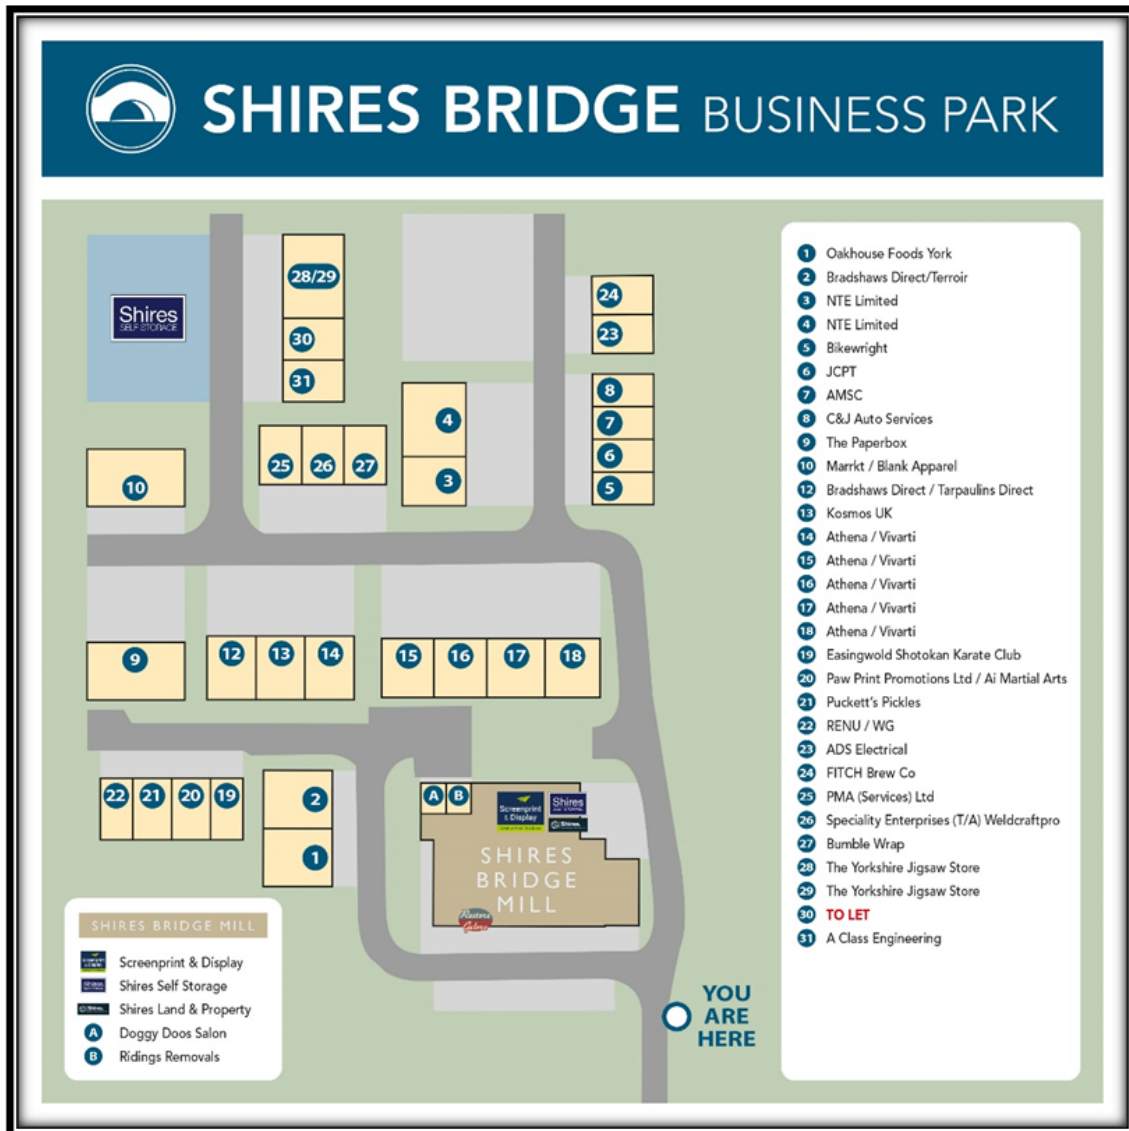 SHIRES BRIDGE BUSINESS PARK
Shires
SELF STORAGE
28/29
30
31
24
23
8
7
6
5
4
3
25 26 27
10
9
12 13 14
15 16 17 18
22 21 20 19
2
1
A B
Screenprint
& Display
Shires
Shires
SHIRES
BRIDGE
MILL
Restore
Galore
YOU
ARE
HERE
1 Oakhouse Foods York
2 Bradshaws Direct/Terroir
3 NTE Limited
4 NTE Limited
5 Bikewright
6 JCPT
7 AMSC
8 C&J Auto Services
9 The Paperbox
10 Marrkt / Blank Apparel
12 Bradshaws Direct / Tarpaulins Direct
13 Kosmos UK
14 Athena / Vivarti
15 Athena / Vivarti
16 Athena / Vivarti
17 Athena / Vivarti
18 Athena / Vivarti
19 Easingwold Shotokan Karate Club
20 Paw Print Promotions Ltd / Ai Martial Arts
21 Puckett's Pickles
22 RENU / WG
23 ADS Electrical
24 FITCH Brew Co
25 PMA (Services) Ltd
26 Speciality Enterprises (T/A) Weldcraftpro
27 Bumble Wrap
28 The Yorkshire Jigsaw Store
29 The Yorkshire Jigsaw Store
30 TO LET
31 A Class Engineering
SHIRES BRIDGE MILL
Screenprint & Display
Shires Self Storage
Shires Land & Property
A Doggy Doos Salon
B Ridings Removals